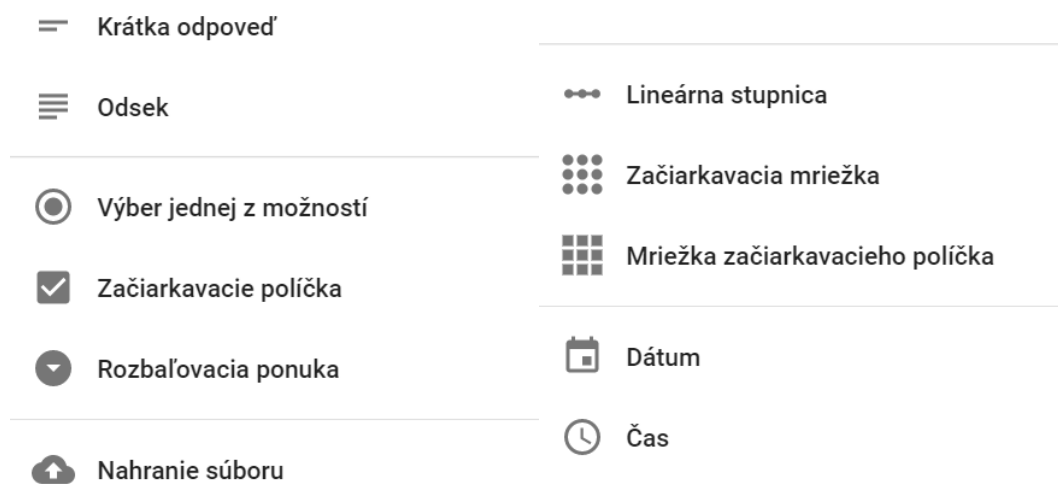 Krátka odpoveď
Odsek
Výber jednej z možností
Začiarkavacie políčka
Rozbaľovacia ponuka
Nahranie súboru
Lineárna stupnica
Začiarkavacia mriežka
Mriežka začiarkavacieho políčka
Dátum
Čas